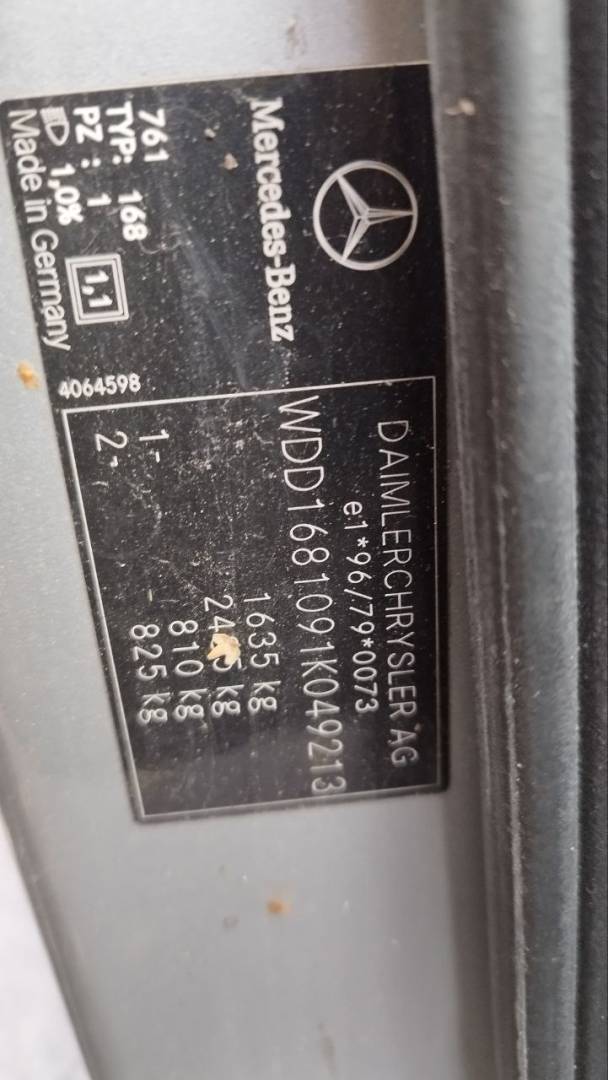 Mercedes-Benz
761
TYP: 168
PZ : 1
1,0%
1,1
Made in Germany
4064598
DAIMLERCHRYSLER AG
e1*96/79*0073
WDD1681091K049213
1635 kg
kg
1- 810 kg
2- 825 kg